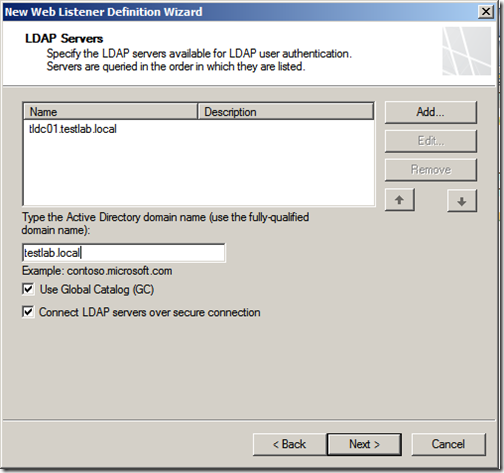 New Web Listener Definition Wizard
LDAP Servers
Specify the LDAP servers available for LDAP user authentication.
Servers are queried in the order in which they are listed.
Name Description
tldc01.testlab.local
Add...
Edit...
Remove
Type the Active Directory domain name (use the fully-qualified
domain name):
testlab.local
Example: contoso.microsoft.com
Use Global Catalog (GC)
Connect LDAP servers over secure connection
< Back Next > Cancel